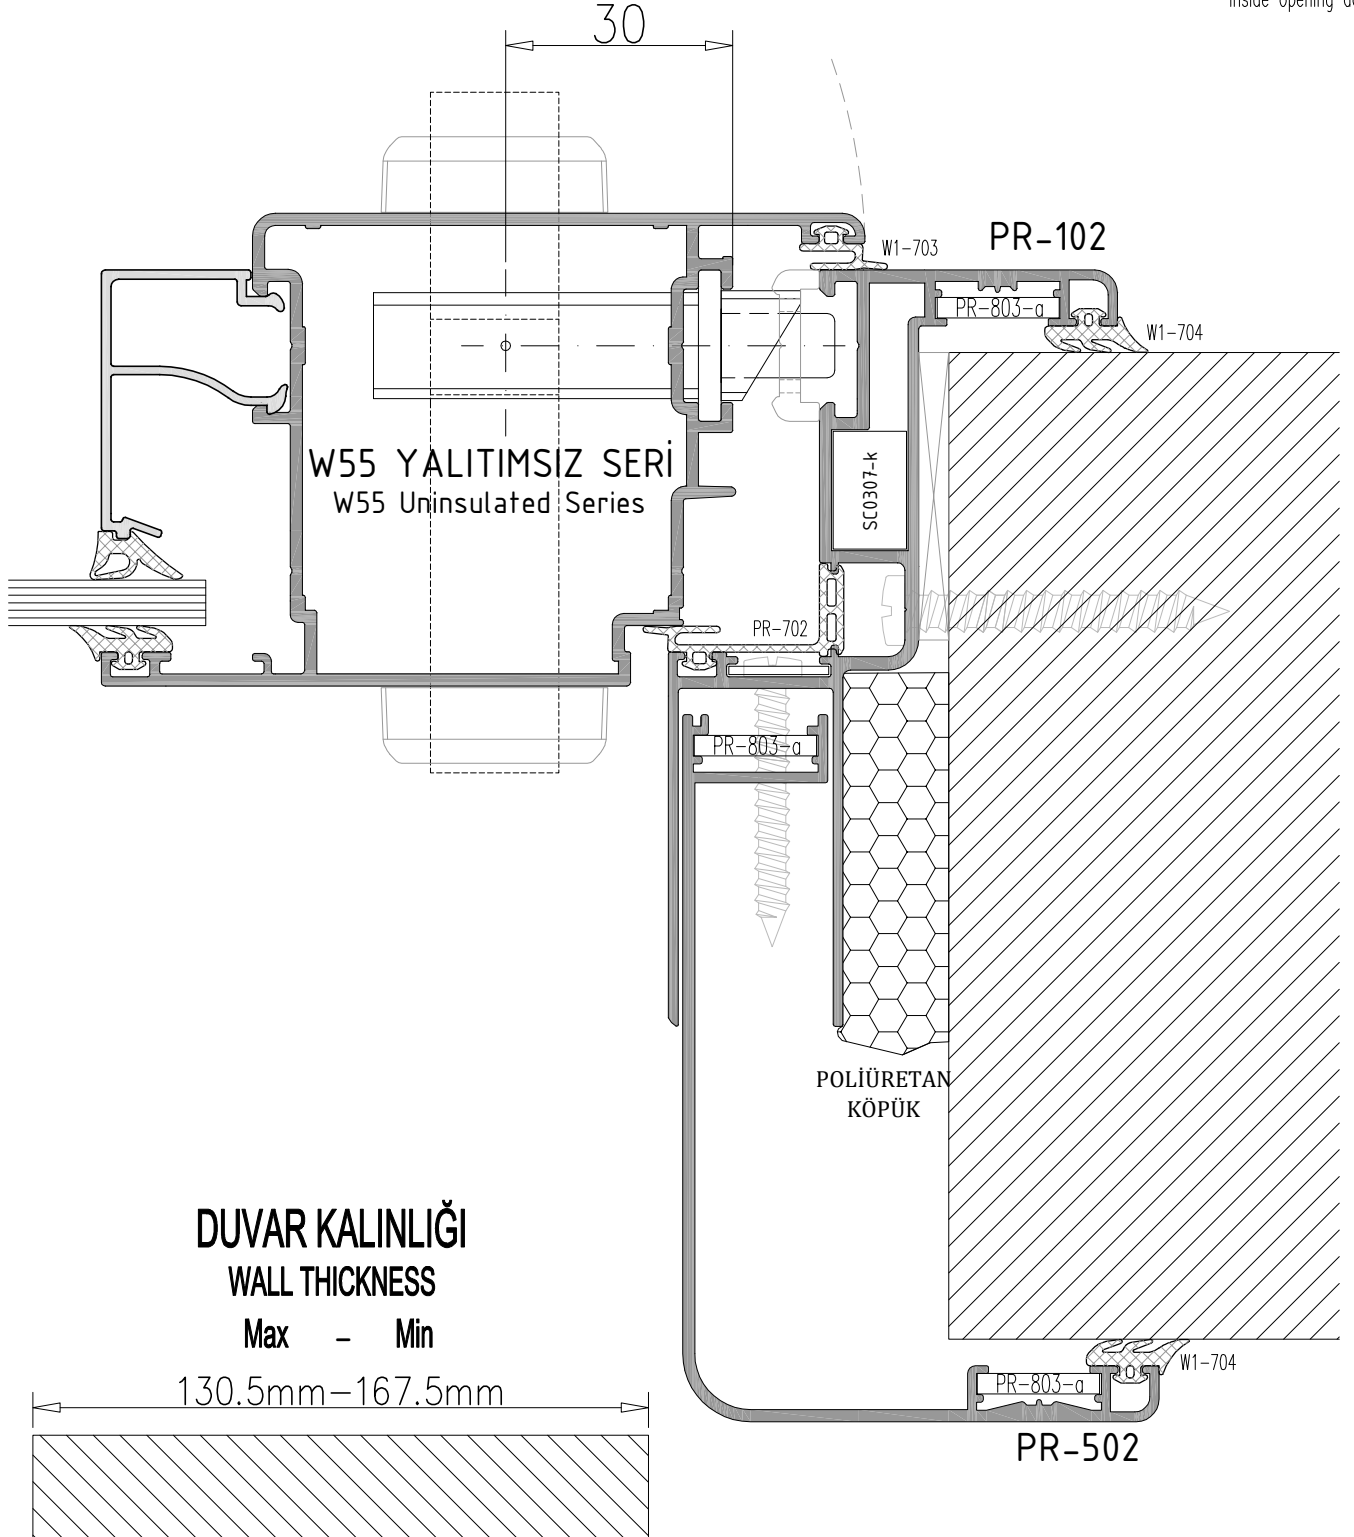 Inside Opening
30
PR-102
W1-703
PR-803-a
W1-704
W55 YALITIMSIZ SERİ
W55 Uninsulated Series
SC0307-k
PR-702
PR-803-a
POLİÜRETAN
KÖPÜK
DUVAR KALINLIĞI
WALL THICKNESS
Max - Min
130.5mm-167.5mm
W1-704
PR-803-a
PR-502